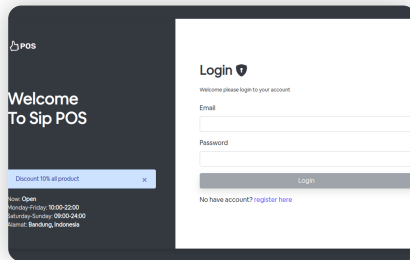 POS
Welcome
To Sip POS
Discount 10% all product
×
Now: Open
Monday-Friday: 10:00-22:00
Saturday-Sunday: 09:00-24:00
Alamat: Bandung, Indonesia
Login
Welcome please login to your account
Email
Password
Login
No have account? register here